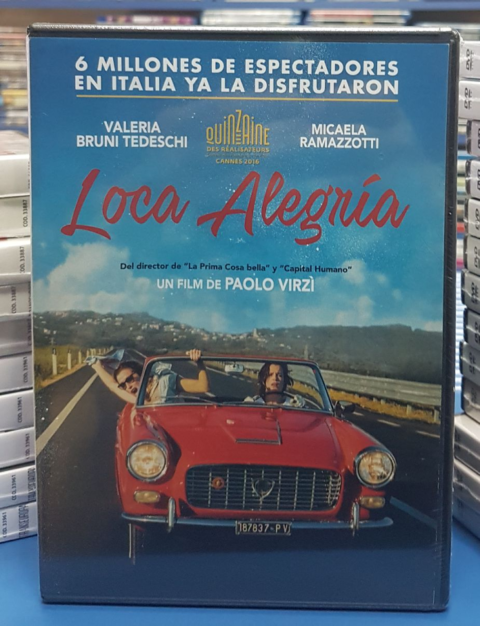 6 MILLONES DE ESPECTADORES
EN ITALIA YA LA DISFRUTARON
VALERIA
BRUNI TEDESCHI
QUINZAINE
DES RÉALISATEURS
CANNES 2016
MICAELA
RAMAZZOTTI
Loca Alegría
Del director de "La Prima Cosa bella" y "Capital Humano"
UN FILM DE PAOLO VIRZÌ
187837-PV